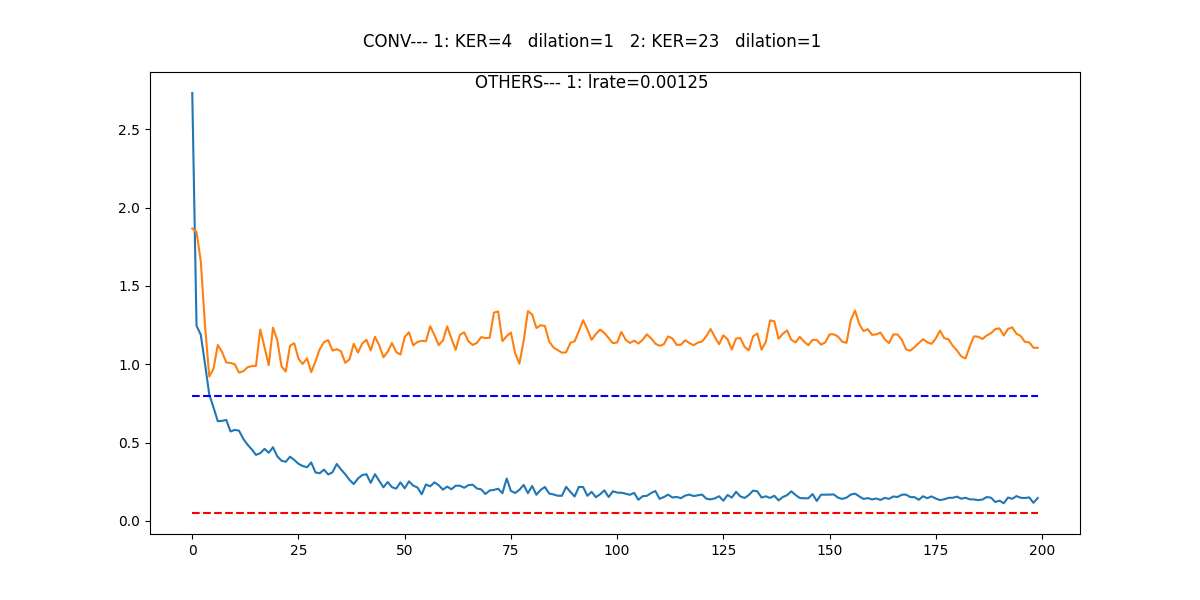 CONV--- 1: KER=4   dilation=1   2: KER=23   dilation=1
OTHERS--- 1: lrate=0.00125
2.5
2.0
1.5
1.0
0.5
0.0
0 25 50 75 100 125 150 175 200